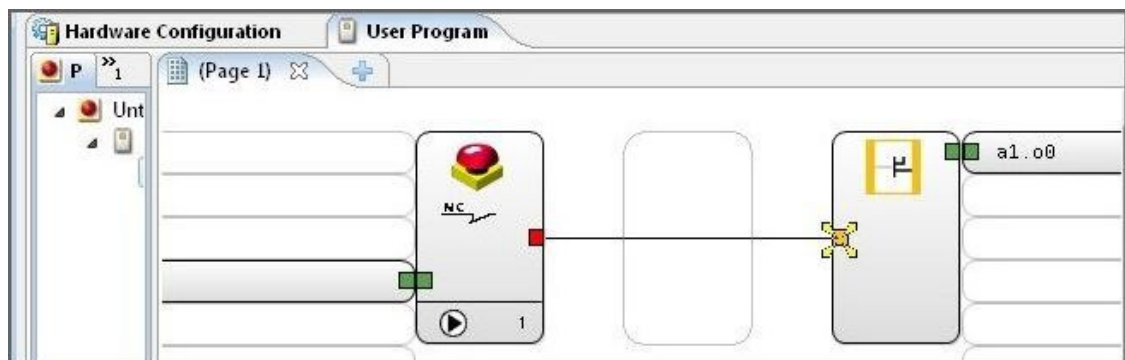 Hardware Configuration
User Program
P
»1
(Page 1)
Unt
NC
a1.o0
1